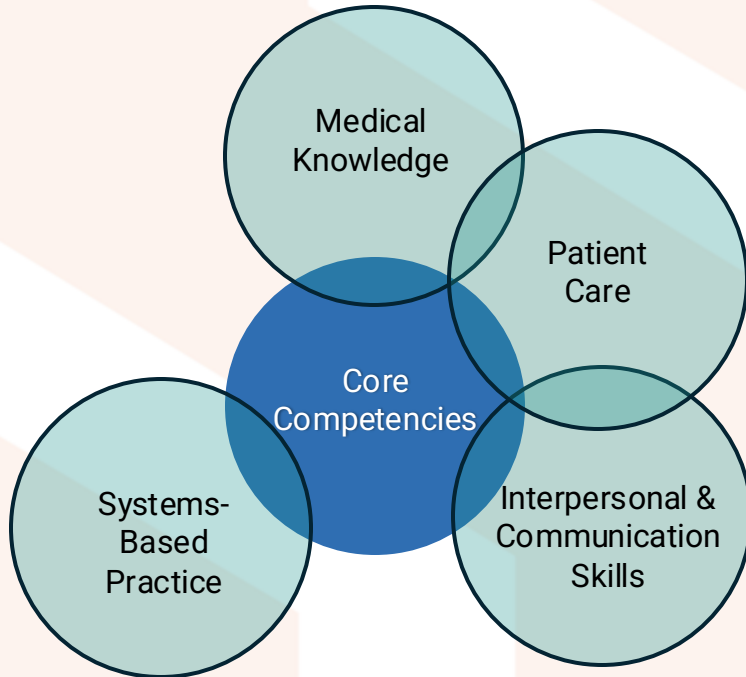 Medical
Knowledge
Patient
Care
Core
Competencies
Systems-
Based
Practice
Interpersonal &
Communication
Skills